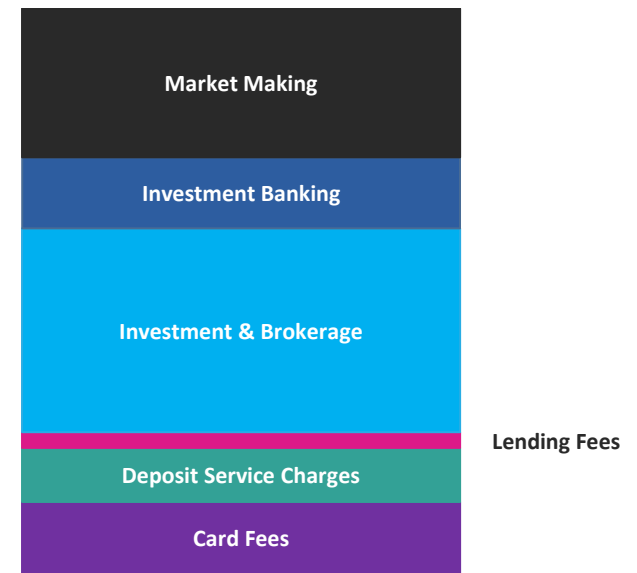 Market Making
Investment Banking
Investment & Brokerage
Lending Fees
Deposit Service Charges
Card Fees